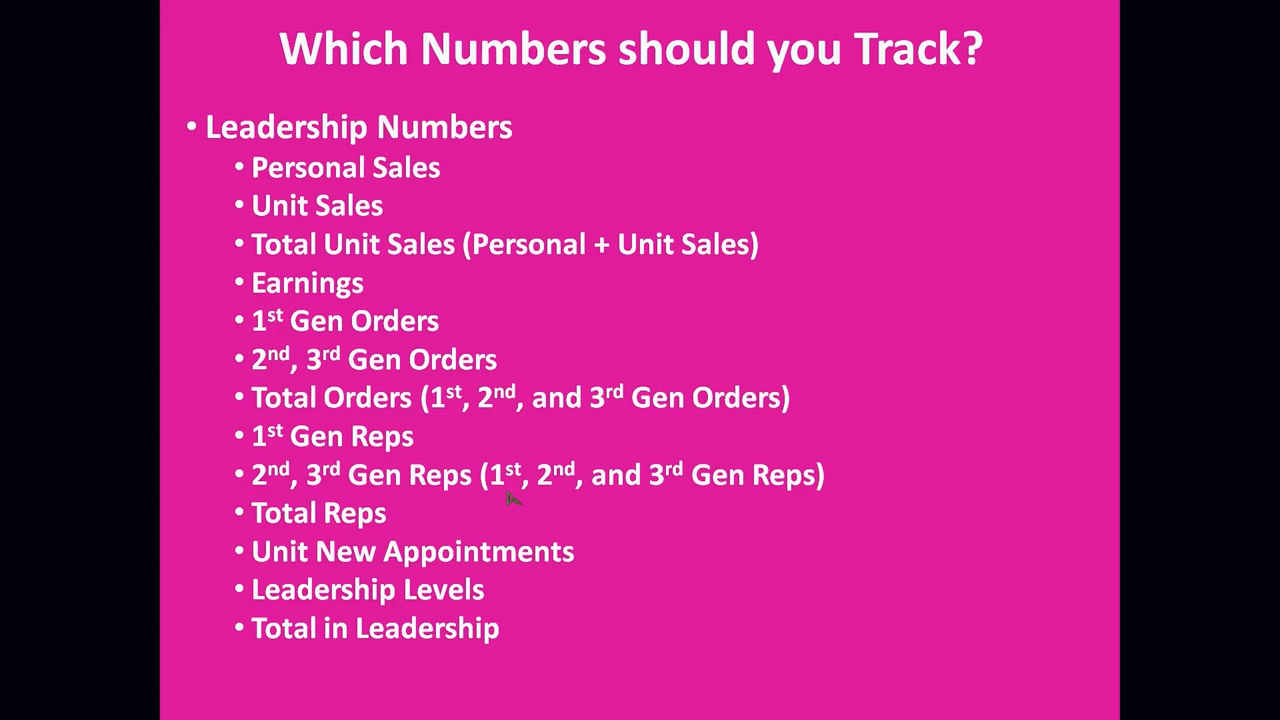 Which Numbers should you Track?
• Leadership Numbers
• Personal Sales
• Unit Sales
• Total Unit Sales (Personal + Unit Sales)
• Earnings
• 1st Gen Orders
• 2nd, 3rd Gen Orders
• Total Orders (1st, 2nd, and 3rd Gen Orders)
• 1st Gen Reps
• 2nd, 3rd Gen Reps (1st, 2nd, and 3rd Gen Reps)
• Total Reps
• Unit New Appointments
• Leadership Levels
• Total in Leadership